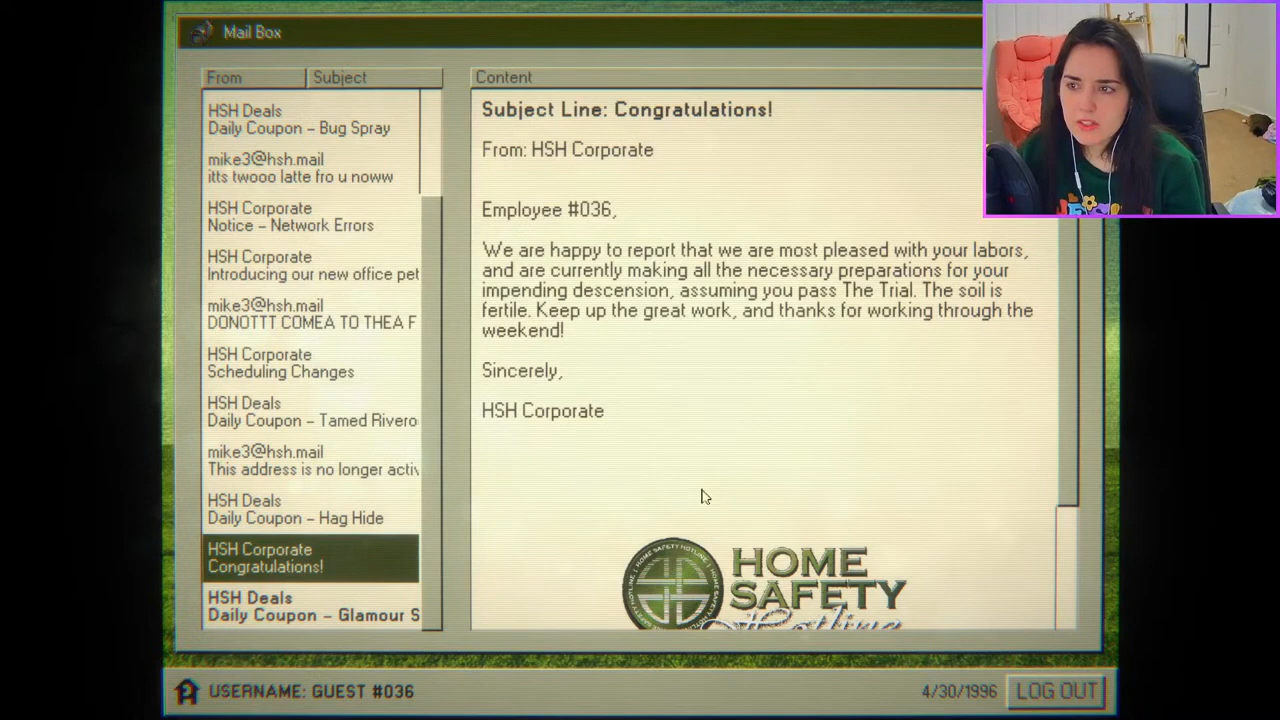 Mail Box
From Subject
HSH Deals
Daily Coupon - Bug Spray
mike3@hsh.mail
itts twooo latte fro u noww
HSH Corporate
Notice - Network Errors
HSH Corporate
Introducing our new office pet
mike3@hsh.mail
DONOTTT COMEA TO THEA F
HSH Corporate
Scheduling Changes
HSH Deals
Daily Coupon - Tamed Rivero
mike3@hsh.mail
This address is no longer activ
HSH Deals
Daily Coupon - Hag Hide
HSH Corporate
Congratulations!
HSH Deals
Daily Coupon - Glamour S
Content
Subject Line: Congratulations!
From: HSH Corporate
Employee #036,
We are happy to report that we are most pleased with your labors,
and are currently making all the necessary preparations for your
impending descension, assuming you pass The Trial. The soil is
fertile. Keep up the great work, and thanks for working through the
weekend!
Sincerely,
HSH Corporate
HOME
SAFETY
Hotline
USERNAME: GUEST #036
4/30/1996
LOG OUT